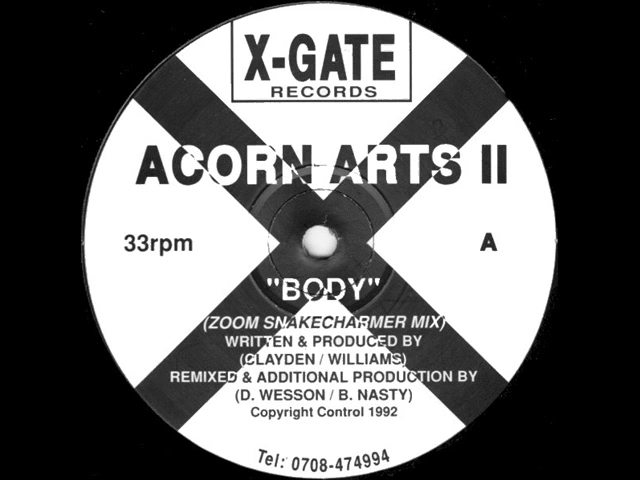 X-GATE
RECORDS
ACORN ARTS II
33rpm A
"BODY"
(ZOOM SNAKECHARMER MIX)
WRITTEN & PRODUCED BY
(CLAYDEN / WILLIAMS)
REMIXED & ADDITIONAL PRODUCTION BY
(D. WESSON / B. NASTY)
Copyright Control 1992
Tel: 0708-474994